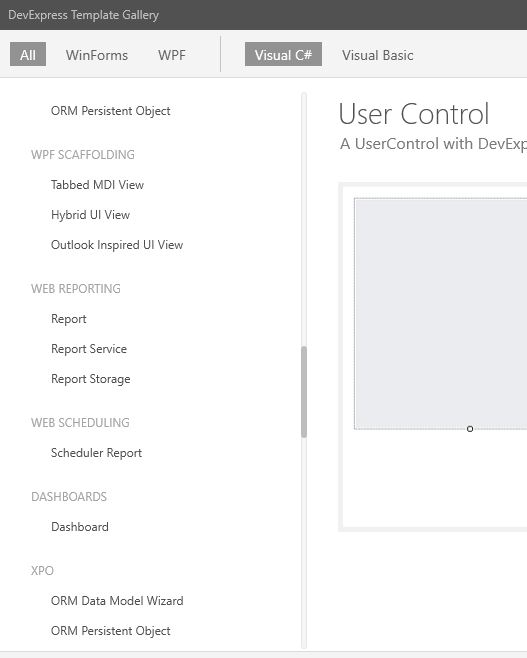 DevExpress Template Gallery
All WinForms WPF Visual C# Visual Basic
ORM Persistent Object
WPF SCAFFOLDING
Tabbed MDI View
Hybrid UI View
Outlook Inspired UI View
WEB REPORTING
Report
Report Service
Report Storage
WEB SCHEDULING
Scheduler Report
DASHBOARDS
Dashboard
XPO
ORM Data Model Wizard
ORM Persistent Object
User Control
A UserControl with DevExp